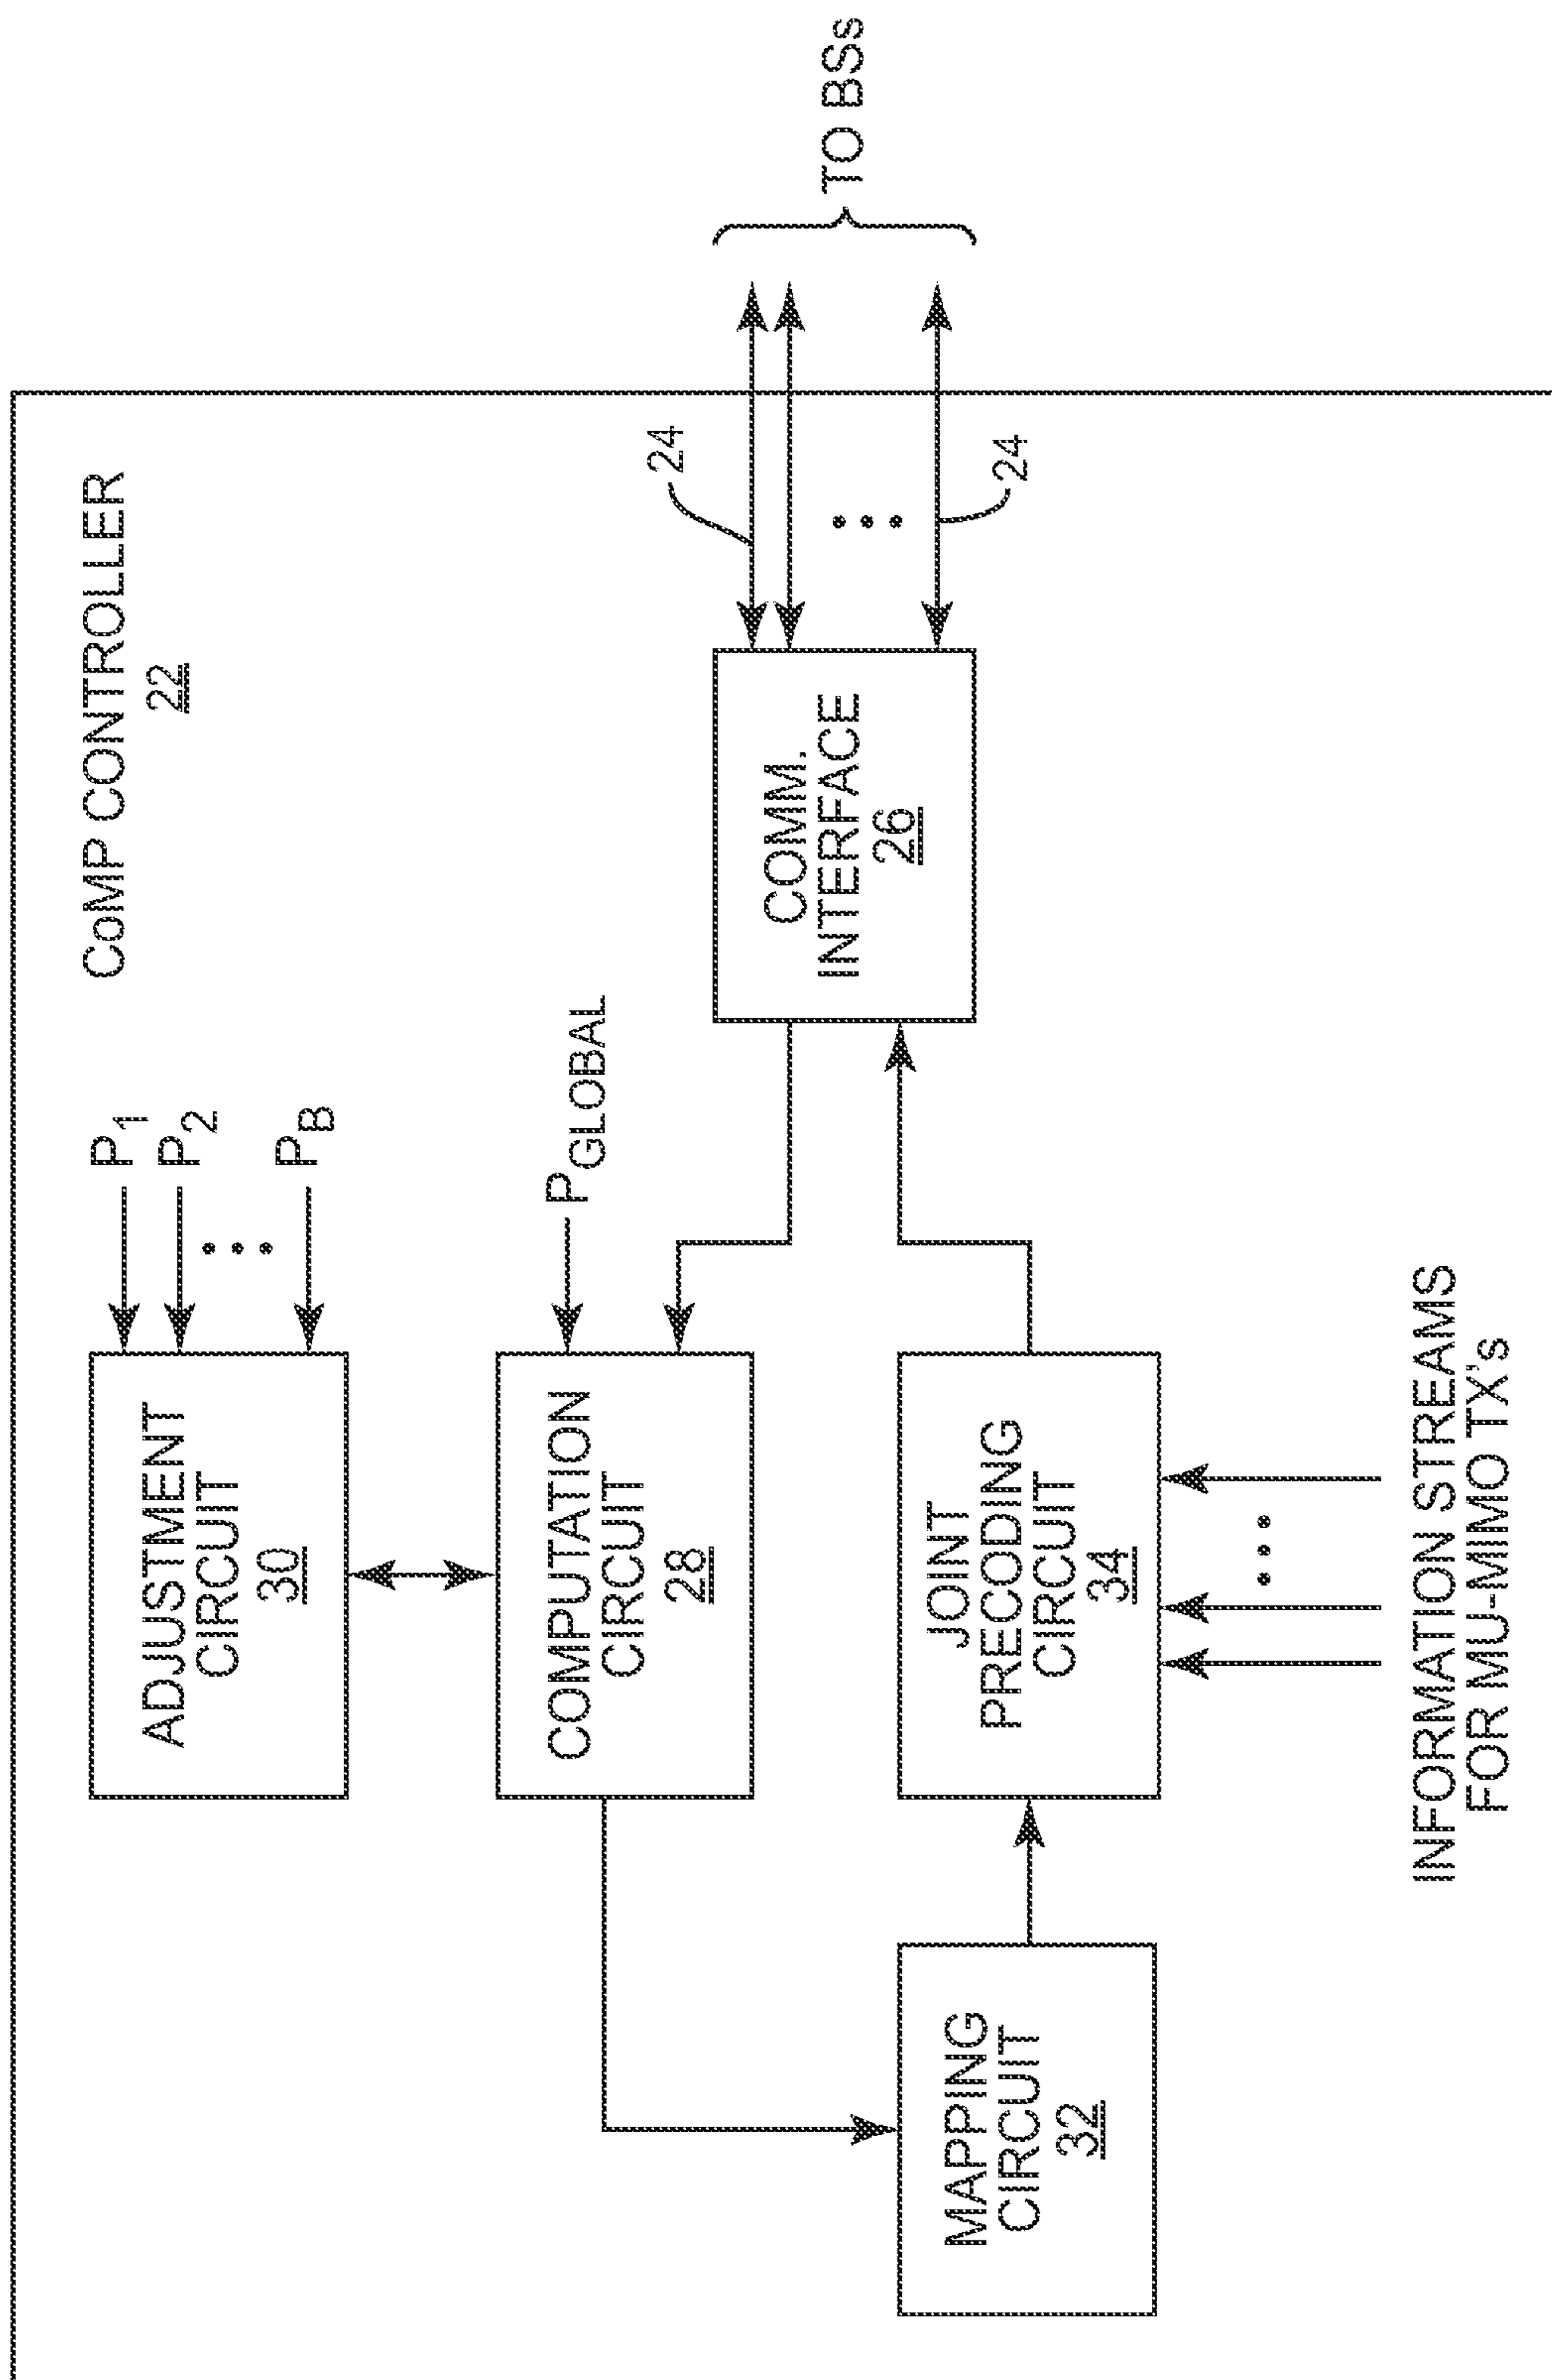 CoMP CONTROLLER
22
P1
P2
PB
ADJUSTMENT
CIRCUIT
30
PGLOBAL
COMPUTATION
CIRCUIT
28
24
TO BSs
COMM.
INTERFACE
26
24
MAPPING
CIRCUIT
32
JOINT
PRECODING
CIRCUIT
34
INFORMATION STREAMS
FOR MU-MIMO TX's